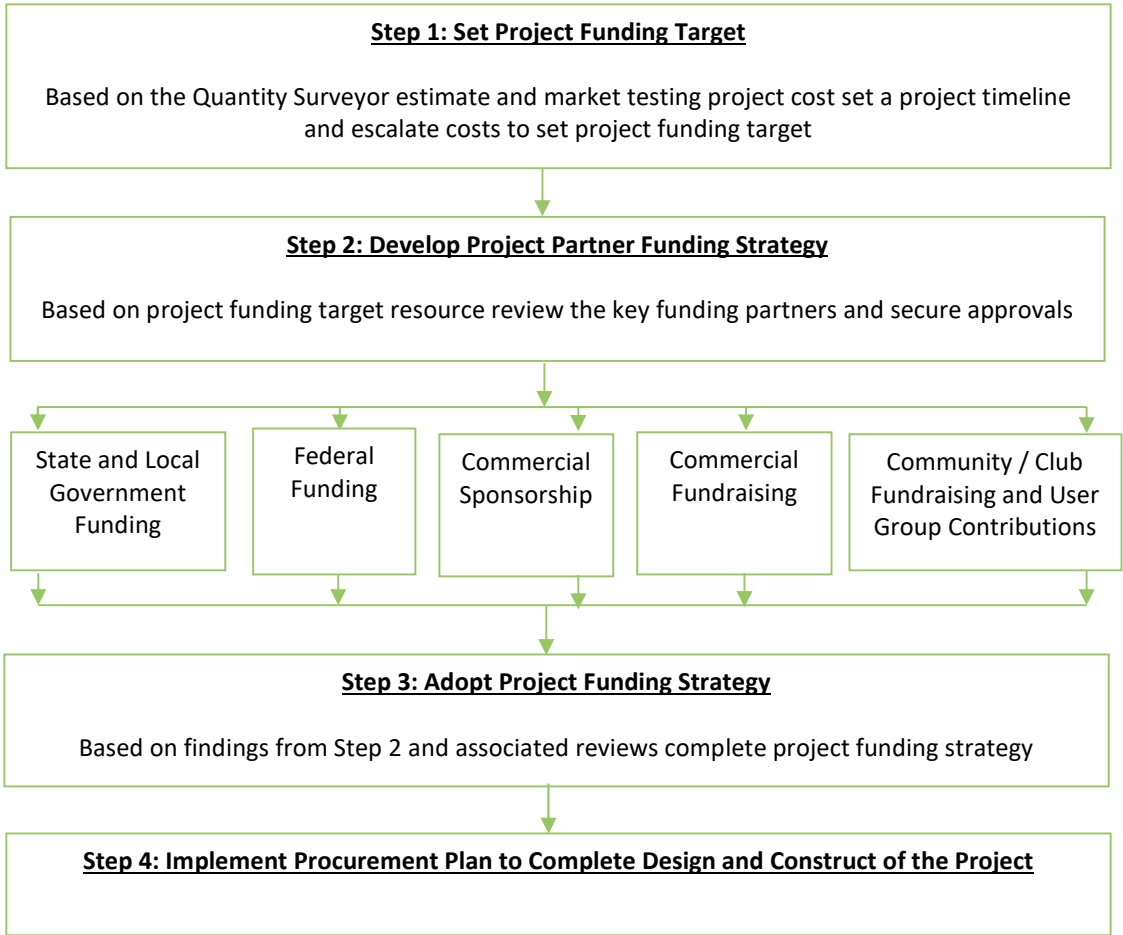 Step 1: Set Project Funding Target
Based on the Quantity Surveyor estimate and market testing project cost set a project timeline
and escalate costs to set project funding target
Step 2: Develop Project Partner Funding Strategy
Based on project funding target resource review the key funding partners and secure approvals
State and Local
Government
Funding
Federal
Funding
Commercial
Sponsorship
Commercial
Fundraising
Community / Club
Fundraising and User
Group Contributions
Step 3: Adopt Project Funding Strategy
Based on findings from Step 2 and associated reviews complete project funding strategy
Step 4: Implement Procurement Plan to Complete Design and Construct of the Project